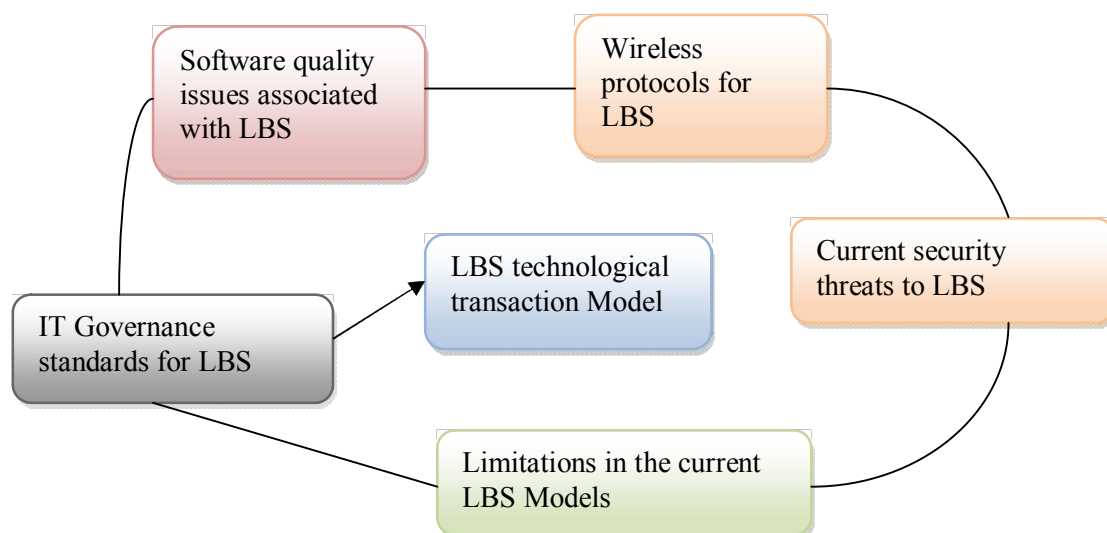 Software quality
issues associated
with LBS
Wireless
protocols for
LBS
Current security
threats to LBS
LBS technological
transaction Model
IT Governance
standards for LBS
Limitations in the current
LBS Models